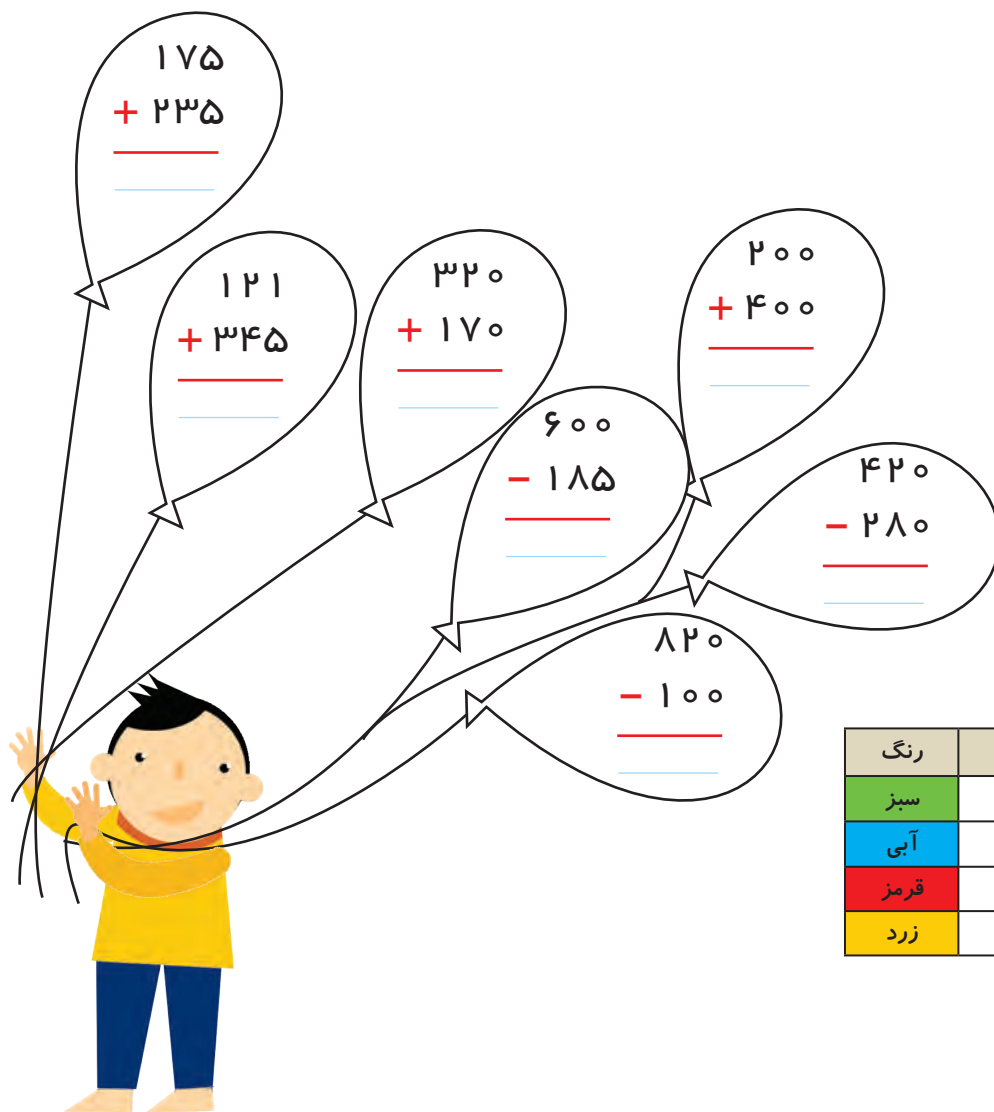 ۱۷۵
+ ۲۳۵
۱۲۱
+ ۳۴۵
۳۲۰
+ ۱۷۰
۲۰۰
+ ۴۰۰
۶۰۰
- ۱۸۵
۴۲۰
- ۲۸۰
۸۲۰
- ۱۰۰
رنگ
سبز
آبی
قرمز
زرد